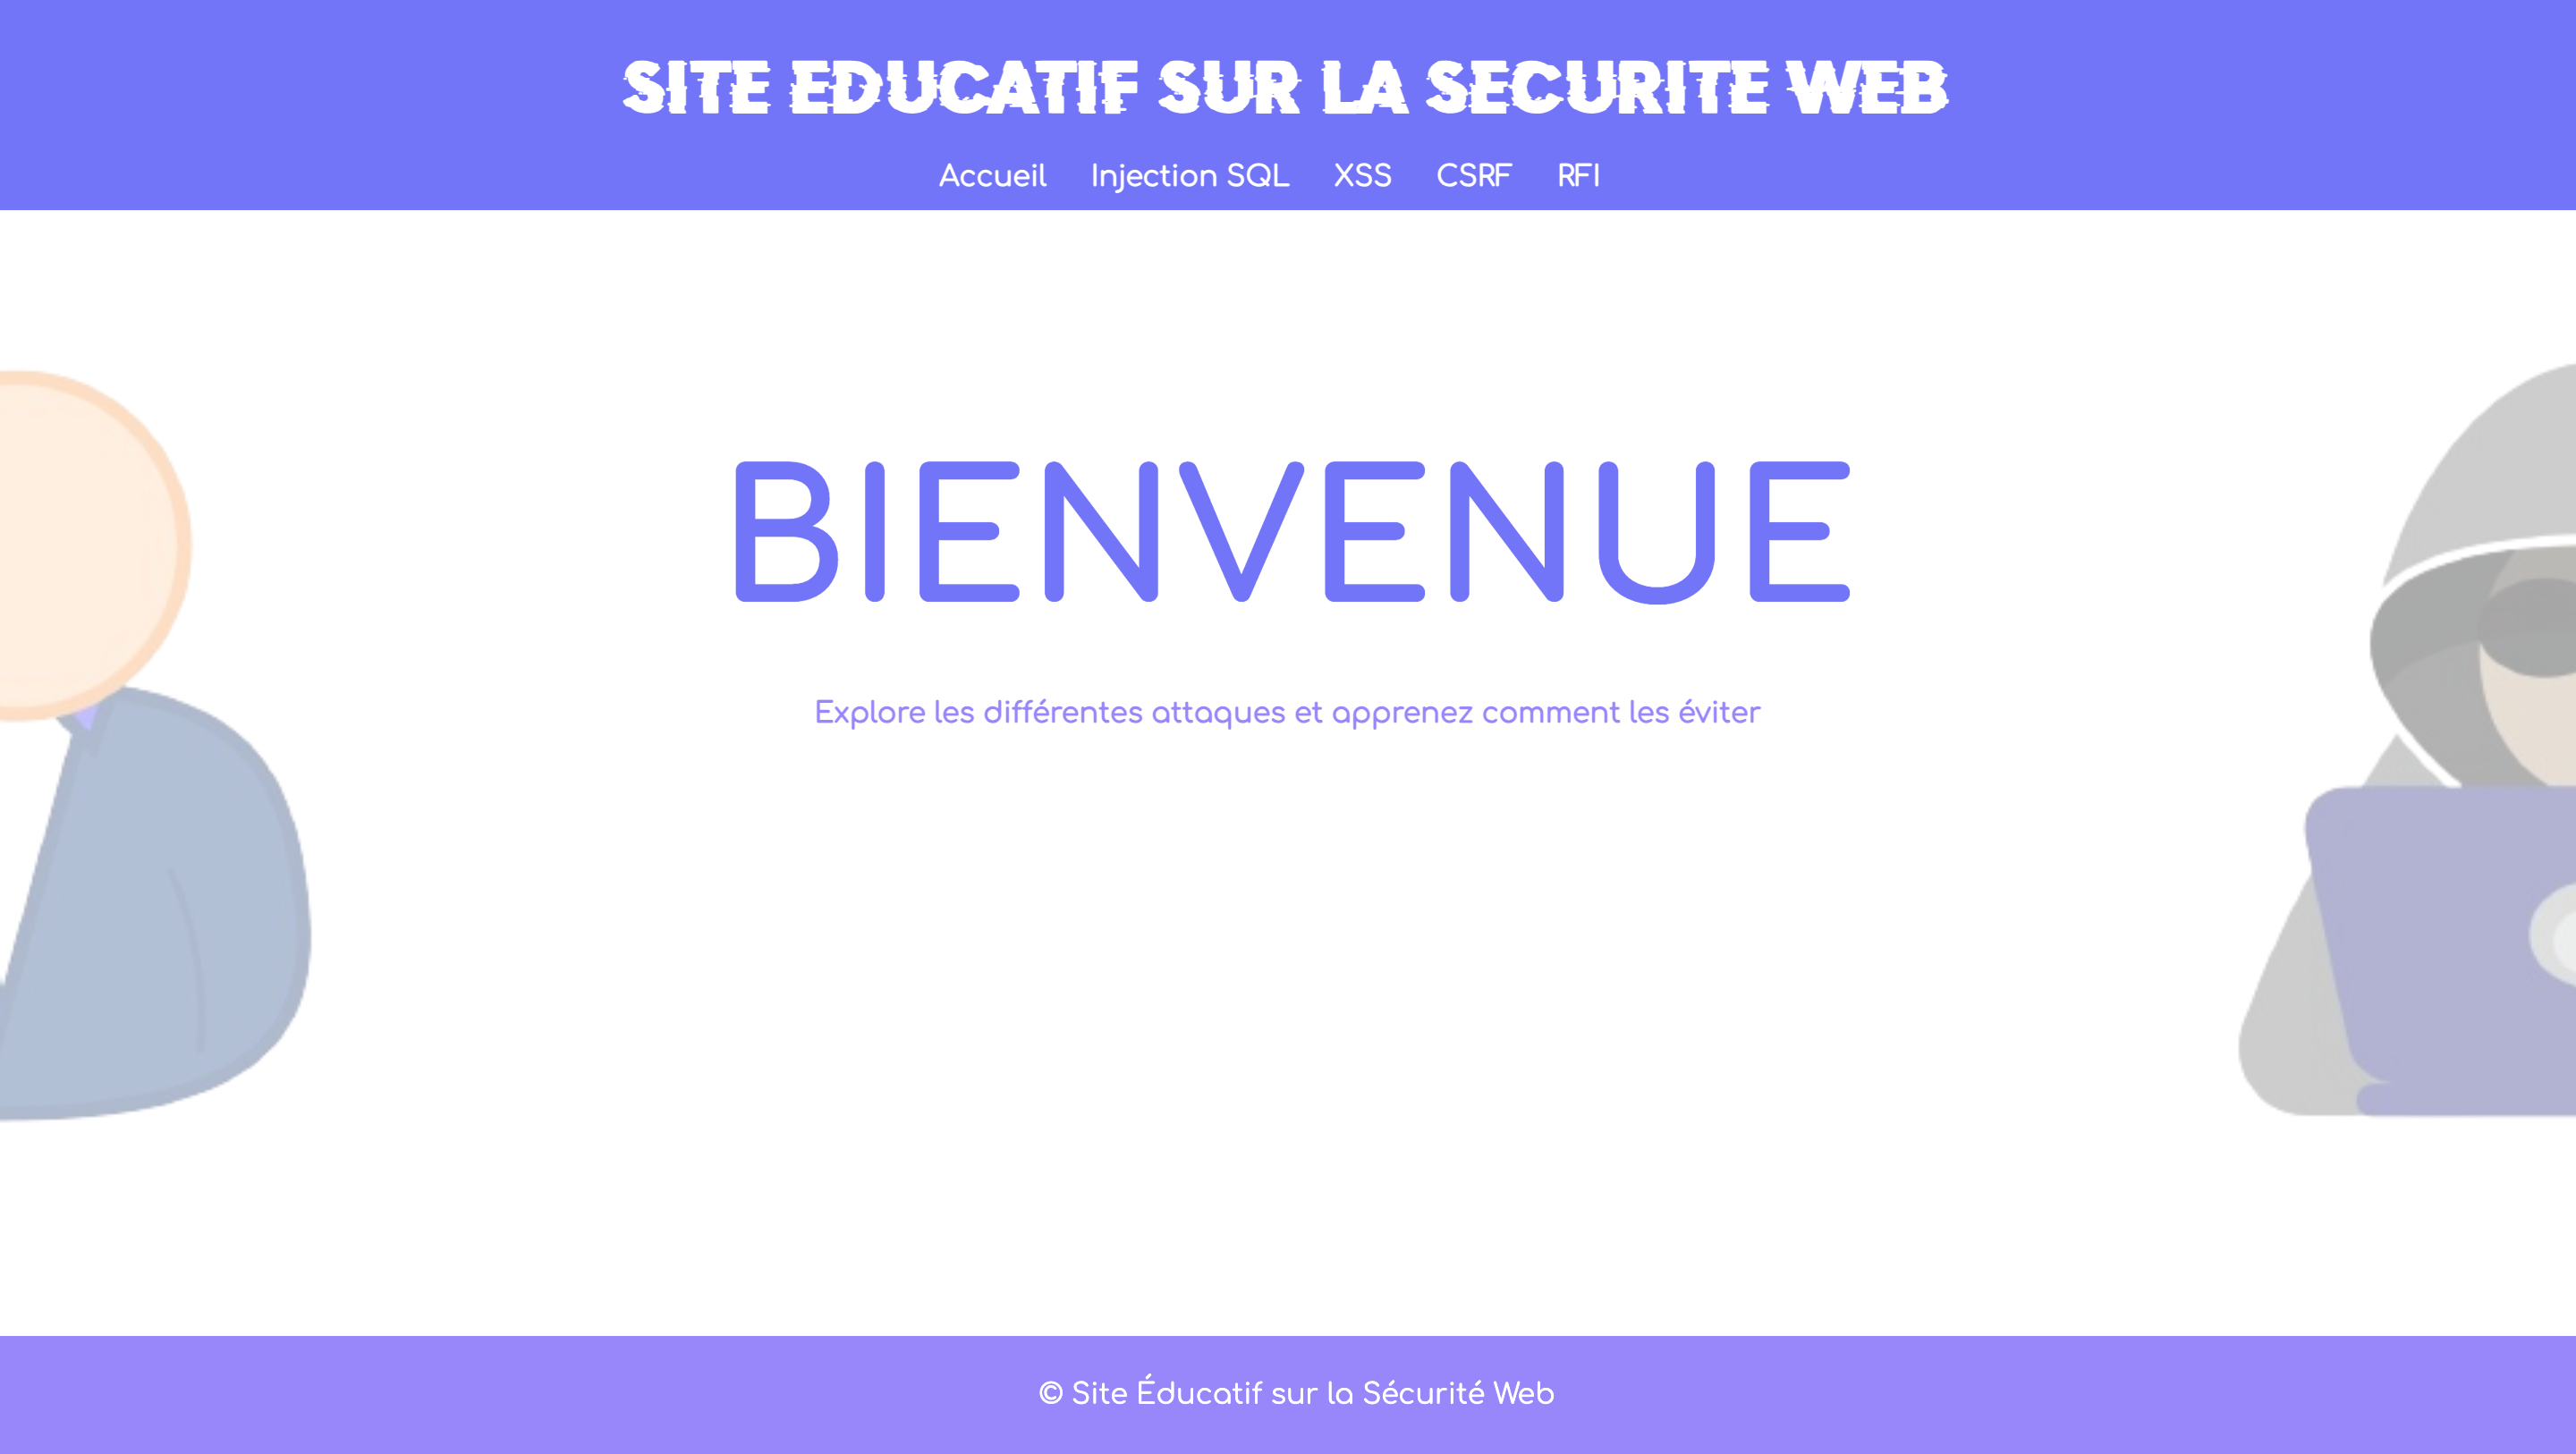 SITE EDUCATIF SUR LA SECURITE WEB
Accueil Injection SQL XSS CSRF RFI
BIENVENUE
Explore les différentes attaques et apprenez comment les éviter
© Site Éducatif sur la Sécurité Web